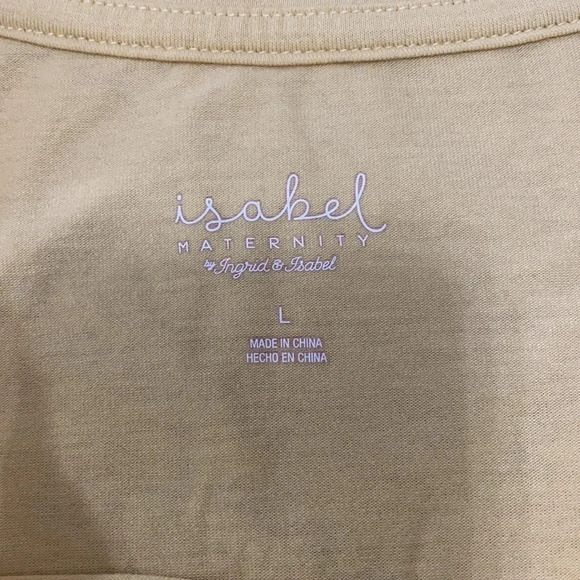 isabel
MATERNITY
by Ingrid & Isabel
L
MADE IN CHINA
HECHO EN CHINA